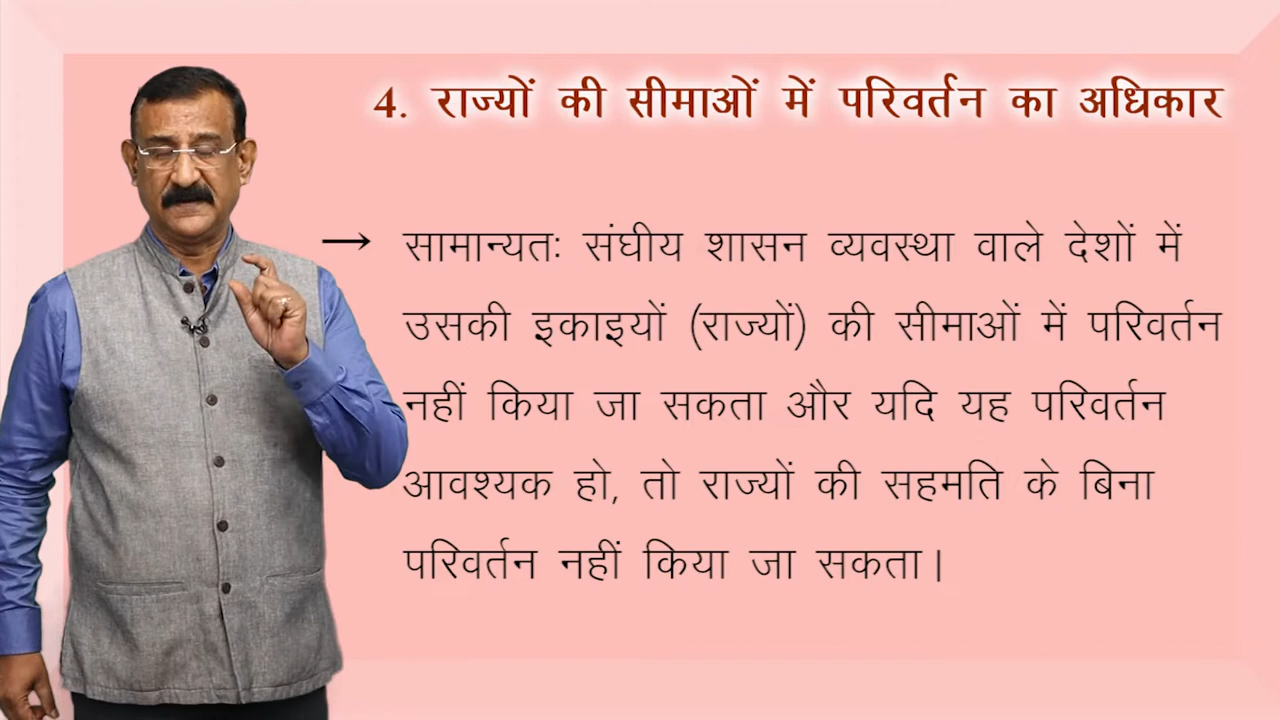 4. राज्यों की सीमाओं में परिवर्तन का अधिकार
→ सामान्यतः संघीय शासन व्यवस्था वाले देशों में
उसकी इकाइयों (राज्यों) की सीमाओं में परिवर्तन
नहीं किया जा सकता और यदि यह परिवर्तन
आवश्यक हो, तो राज्यों की सहमति के बिना
परिवर्तन नहीं किया जा सकता।